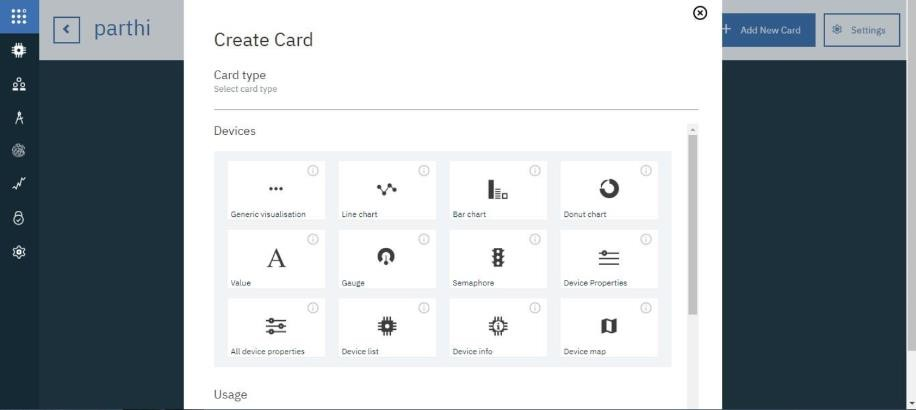 parthi
Add New Card
Settings
Create Card
Card type
Select card type
Devices
Generic visualisation
Line chart
Bar chart
Donut chart
A
Value
Gauge
Semaphore
Device Properties
All device properties
Device list
Device info
Device map
Usage